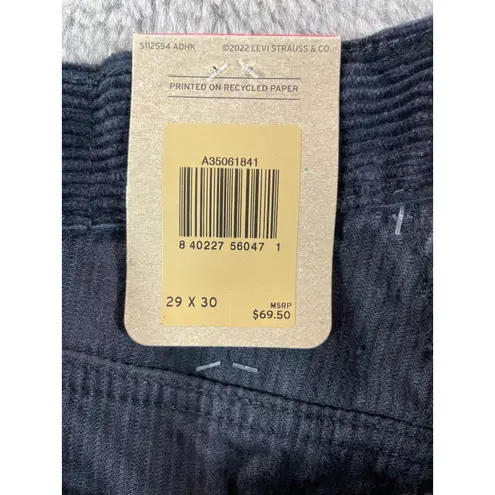 S112554 ADHK ©2022 LEVI STRAUSS & CO.
PRINTED ON RECYCLED PAPER
A35061841
8 40227 56047 1
29 X 30
MSRP
$69.50